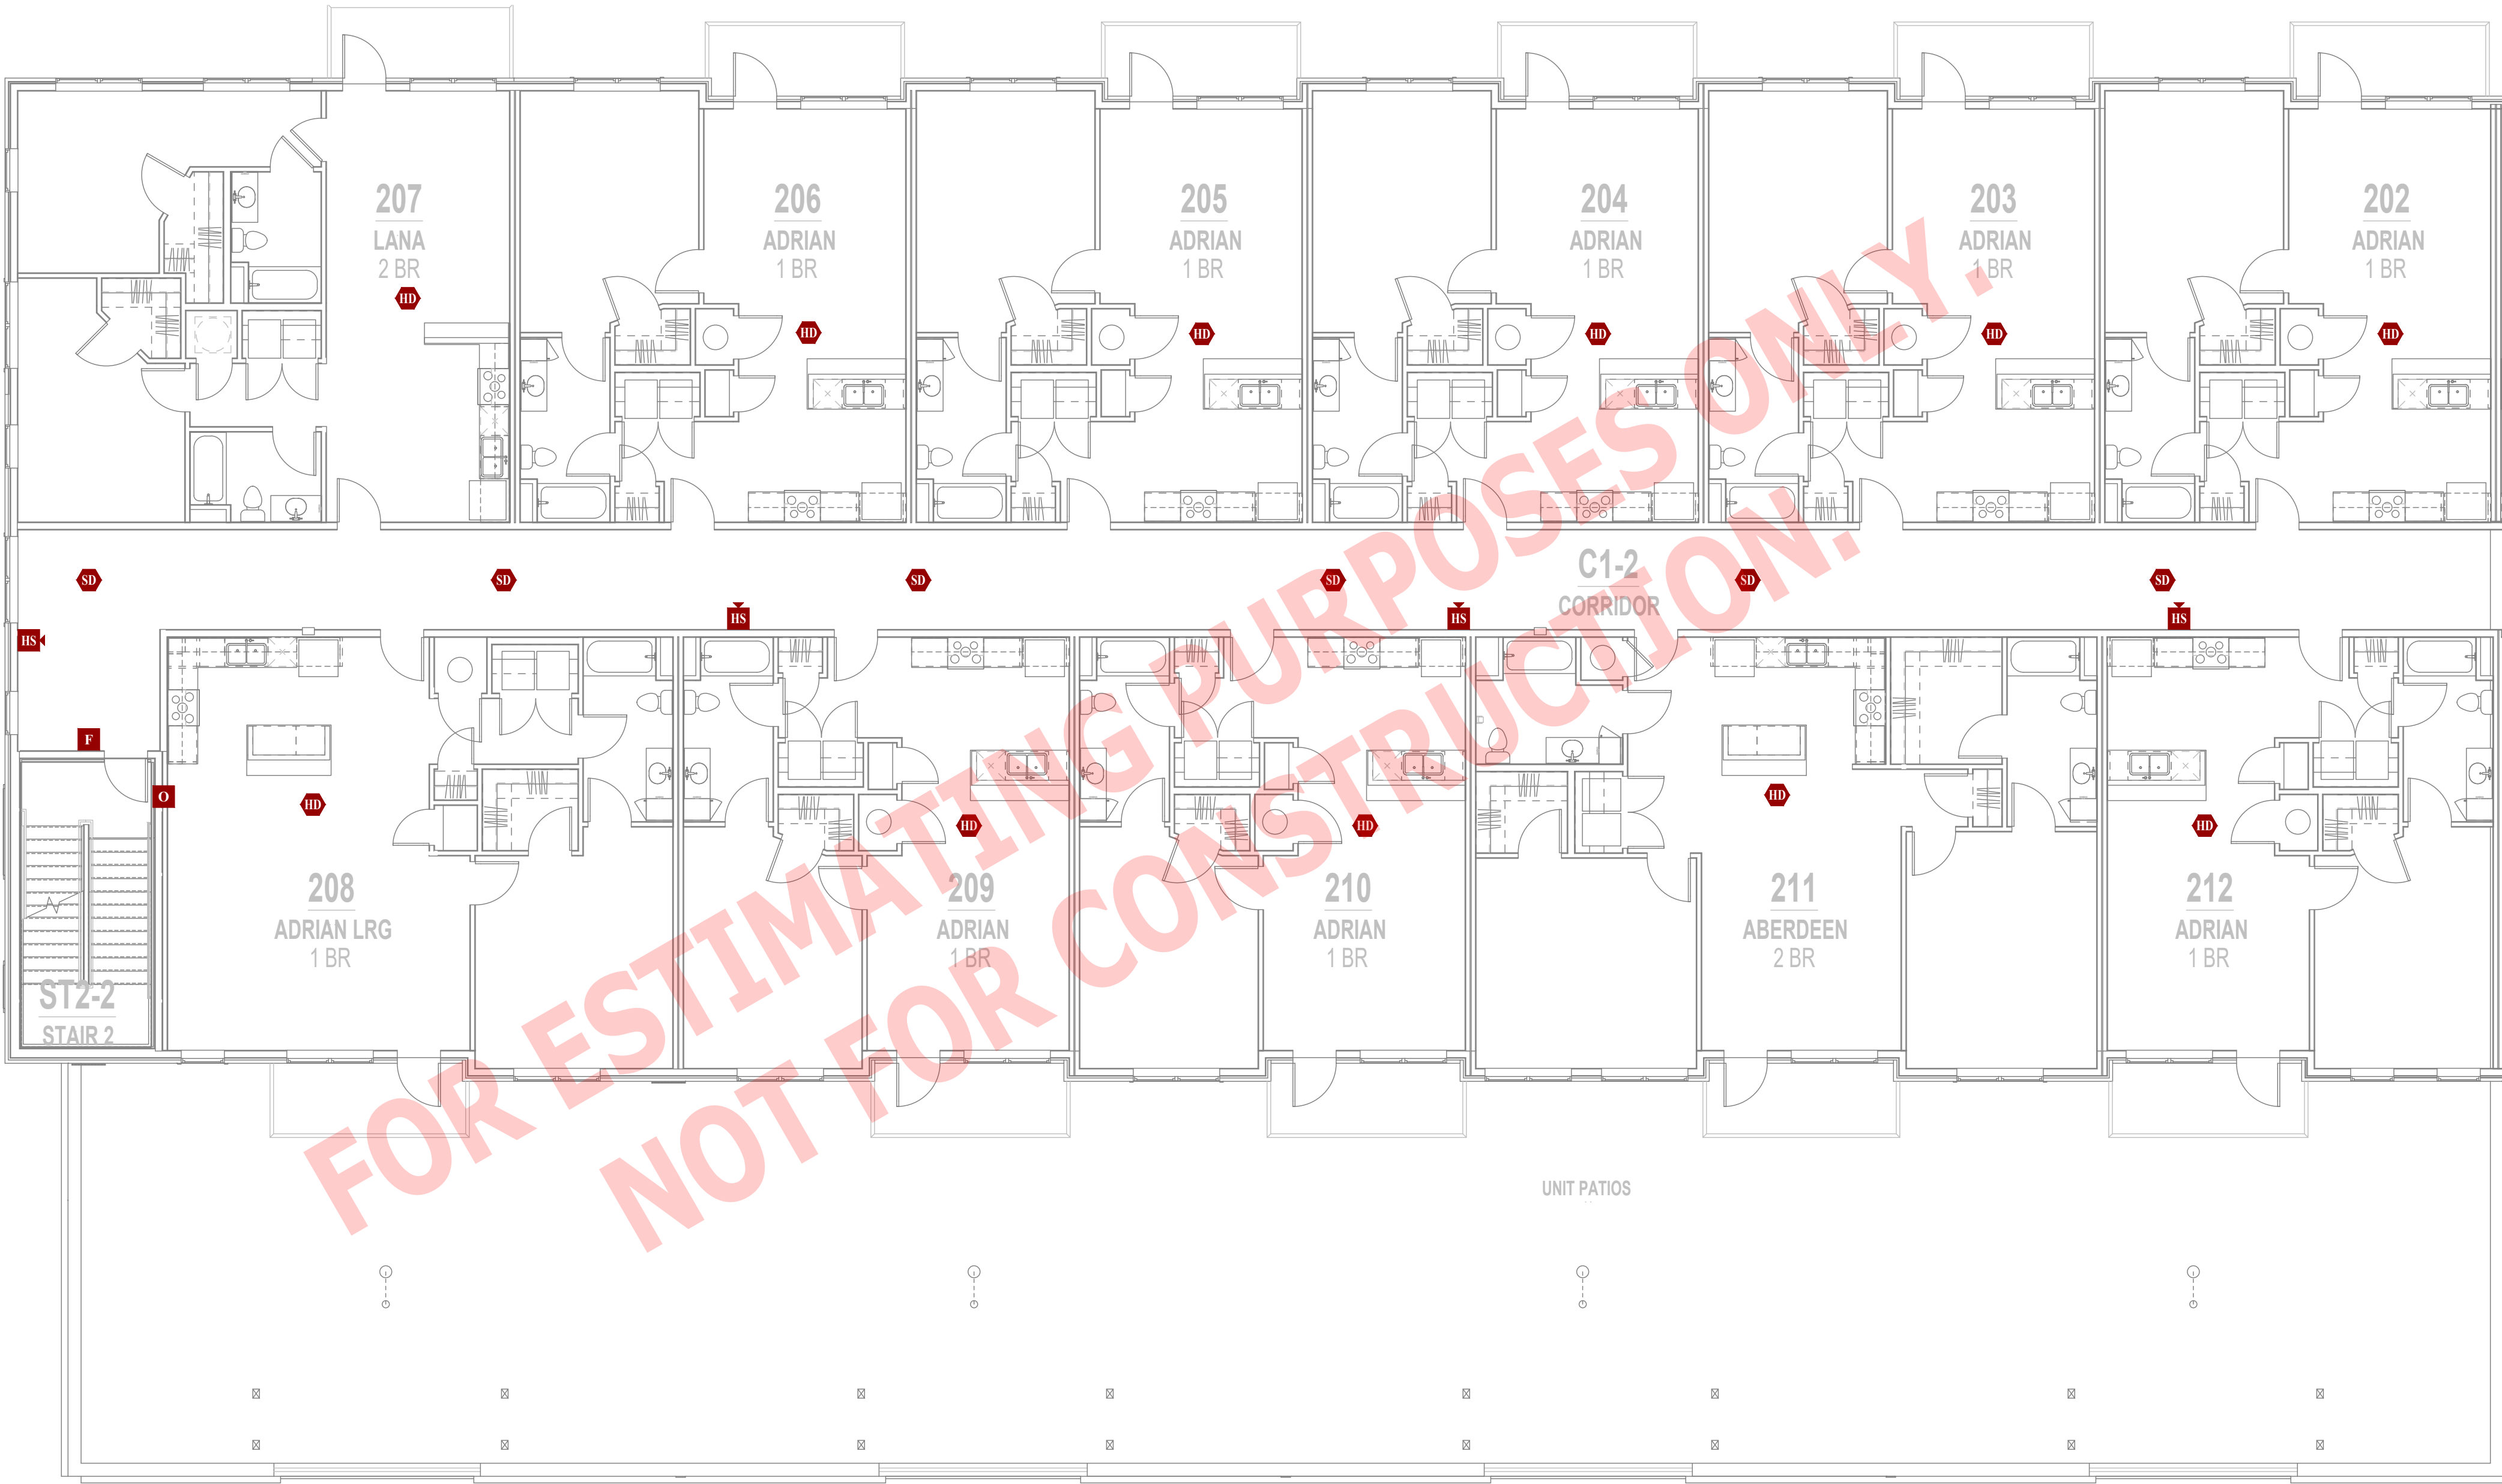 207
LANA
2 BR
HD
206
ADRIAN
1 BR
HD
205
ADRIAN
1 BR
HD
204
ADRIAN
1 BR
HD
203
ADRIAN
1 BR
HD
202
ADRIAN
1 BR
HD
SD
SD
SD
SD
SD
SD
C1-2
CORRIDOR
HS
HS
HS
HS
F
O
HD
208
ADRIAN LRG
1 BR
HD
209
ADRIAN
1 BR
HD
210
ADRIAN
1 BR
HD
211
ABERDEEN
2 BR
HD
212
ADRIAN
1 BR
ST2-2
STAIR 2
UNIT PATIOS
FOR ESTIMATING PURPOSES ONLY.
NOT FOR CONSTRUCTION.